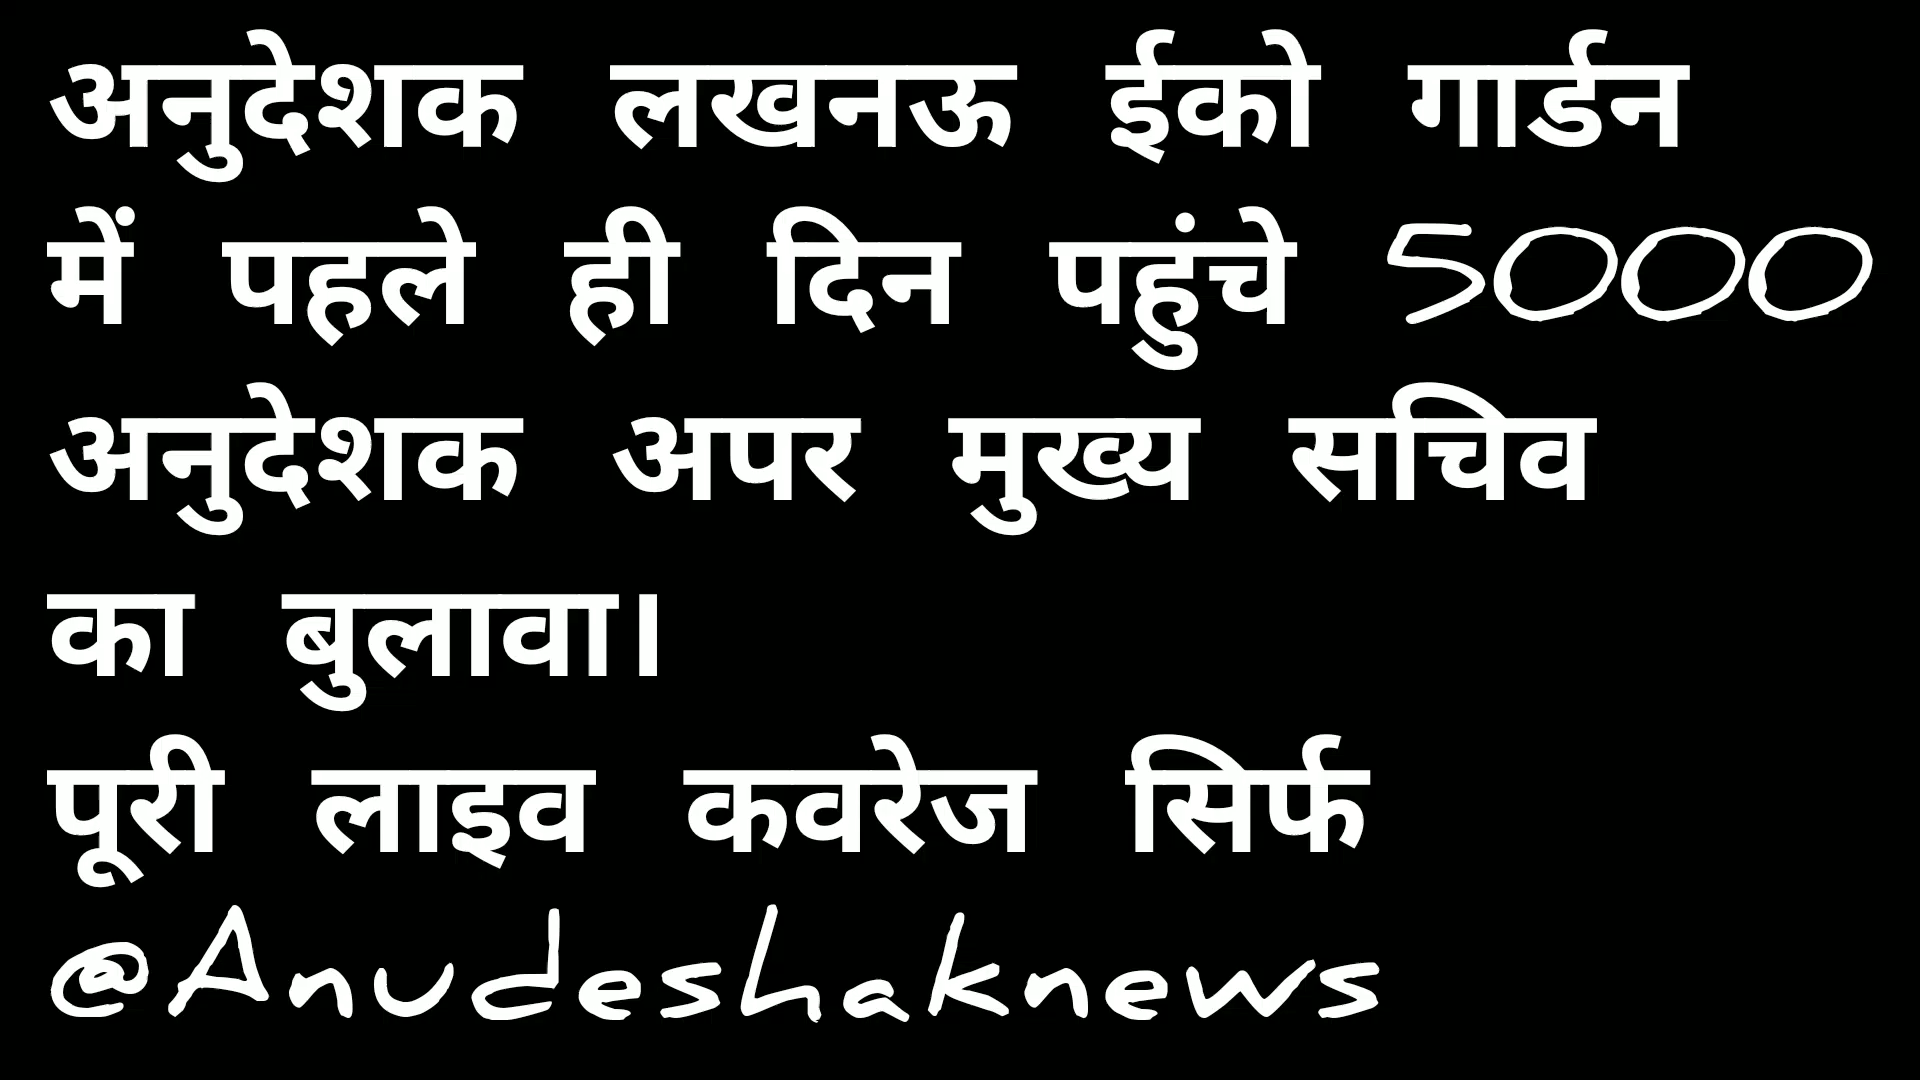 अनुदेशक लखनऊ ईको गार्डन
में पहले ही दिन पहुंचे 5000
अनुदेशक अपर मुख्य सचिव
का बुलावा।
पूरी लाइव कवरेज सिर्फ
@Anudeshaknews